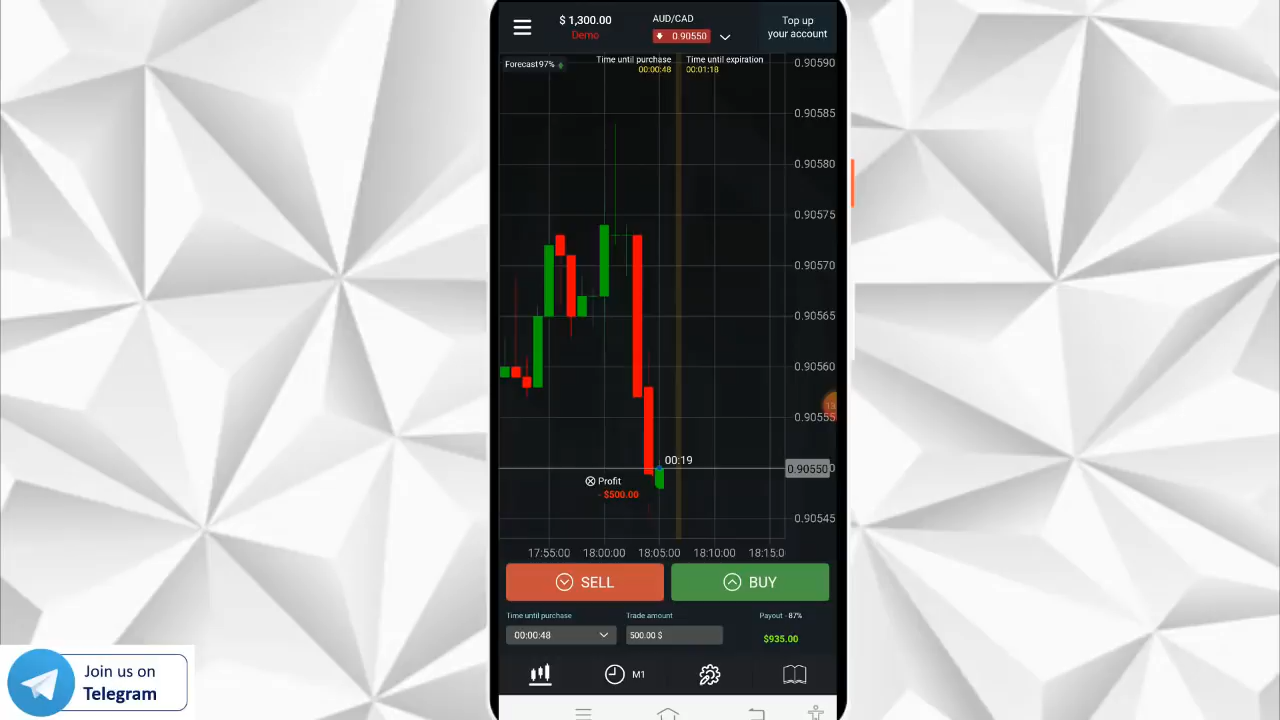 $ 1,300.00
Demo
AUD/CAD
0.90550
Top up
your account
Forecast97%
Time until purchase
00:00:48
Time until expiration
00:01:18
0.90590
0.90585
0.90580
0.90575
0.90570
0.90565
0.90560
0.90555
00:19
0.90550
Profit
- $500.00
0.90545
17:55:00
18:00:00
18:05:00
18:10:00
18:15:0
SELL
BUY
Time until purchase
00:00:48
Trade amount
500.00 $
Payout - 87%
$935.00
M1
Join us on
Telegram